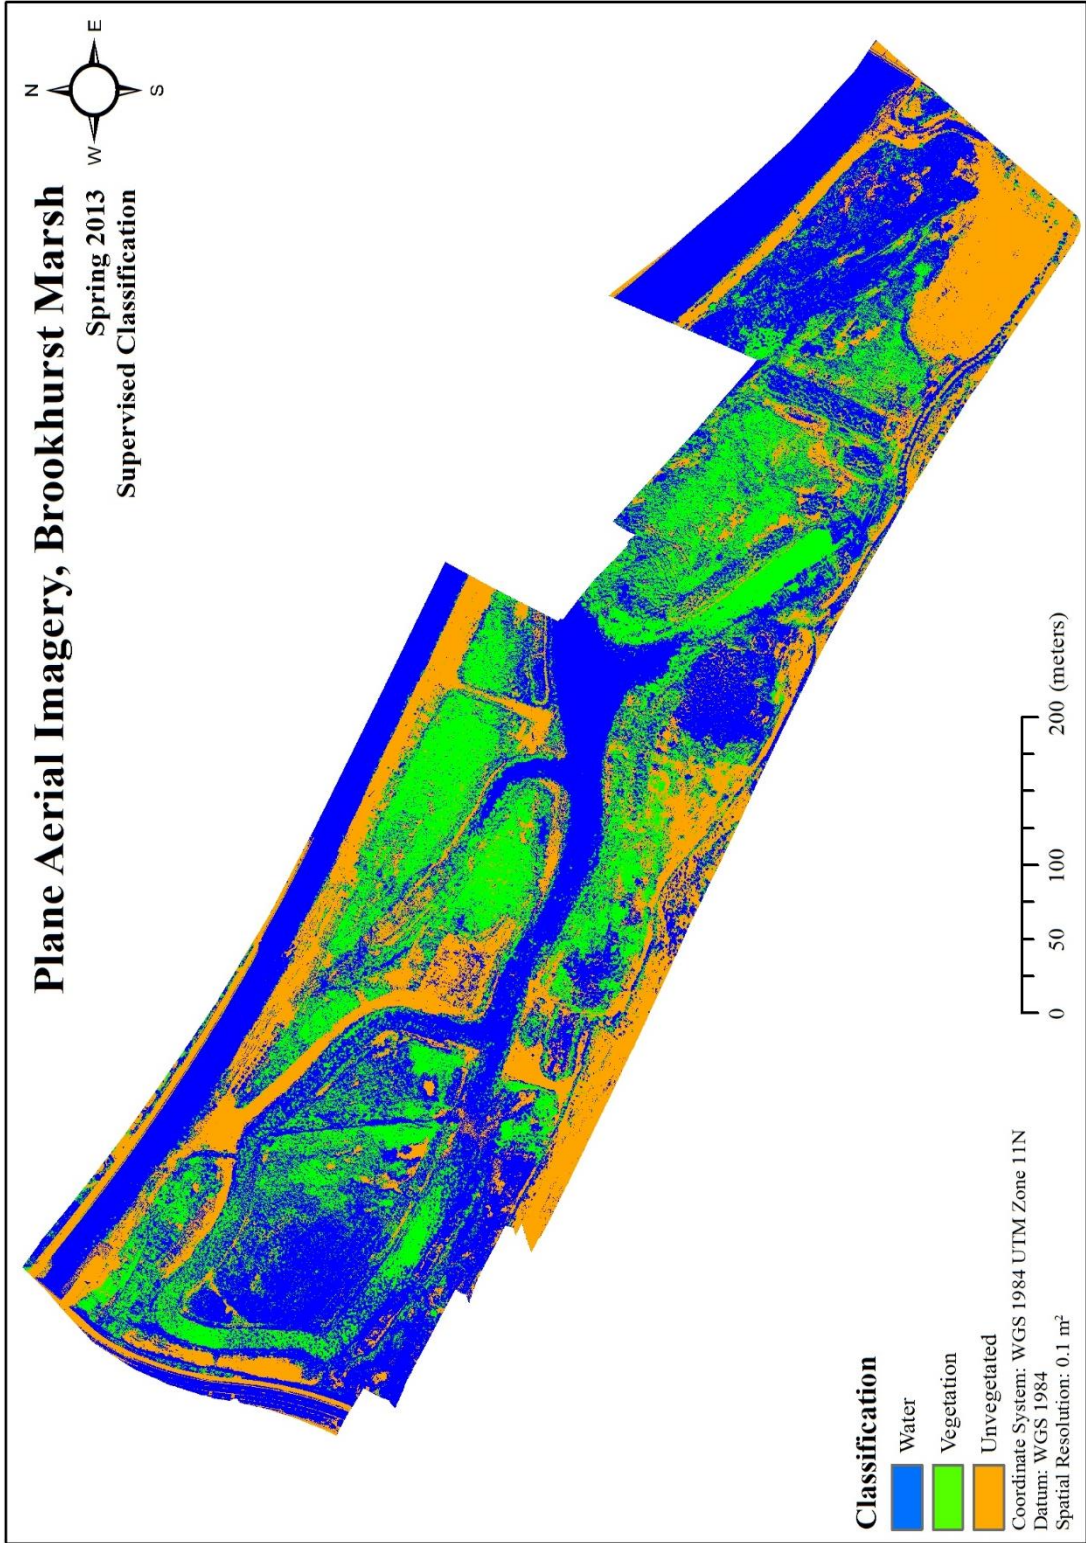 Plane Aerial Imagery, Brookhurst Marsh
Spring 2013
Supervised Classification
N
W E
S
Classification
Water
Vegetation
Unvegetated
Coordinate System: WGS 1984 UTM Zone 11N
Datum: WGS 1984
Spatial Resolution: 0.1 m²
0 50 100 200 (meters)